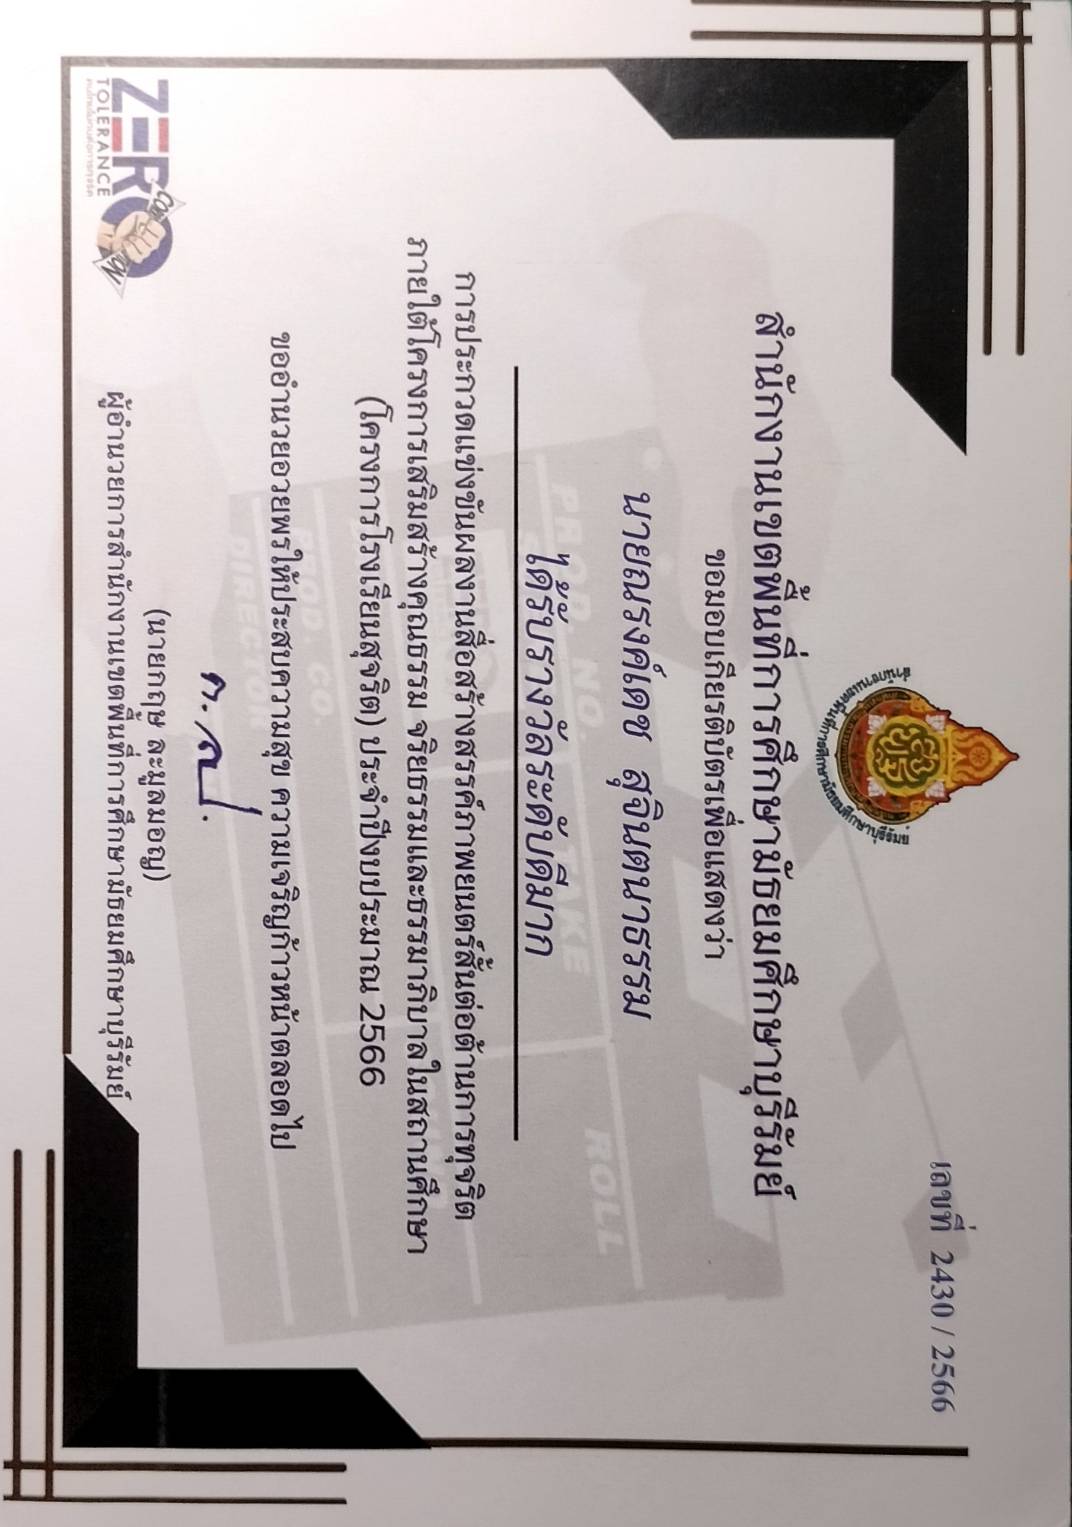 เลขที่ 2430 / 2566
สำนักงานเขตพื้นที่การศึกษามัธยมศึกษาบุรีรัมย์
สำนักงานเขตพื้นที่การศึกษามัธยมศึกษาบุรีรัมย์
ขอมอบเกียรติบัตรเพื่อแสดงว่า
นายณรงค์เดช สุจินตนาธรรม
ได้รับรางวัลระดับดีมาก
การประกวดแข่งขันผลงานสื่อสร้างสรรค์ภาพยนตร์สั้นต่อต้านการทุจริต
ภายใต้โครงการเสริมสร้างคุณธรรม จริยธรรมและธรรมาภิบาลในสถานศึกษา
(โครงการโรงเรียนสุจริต) ประจำปีงบประมาณ 2566
ขออำนวยอวยพรให้ประสบความสุข ความเจริญก้าวหน้าตลอดไป
(นายกฤษ ละมูลมอญ)
ผู้อำนวยการสำนักงานเขตพื้นที่การศึกษามัธยมศึกษาบุรีรัมย์
PROD. NO.
TAKE
ROLL
PROD. CO.
DIRECTOR
ZERO
TOLERANCE
คนไทยไม่ทนต่อการทุจริต